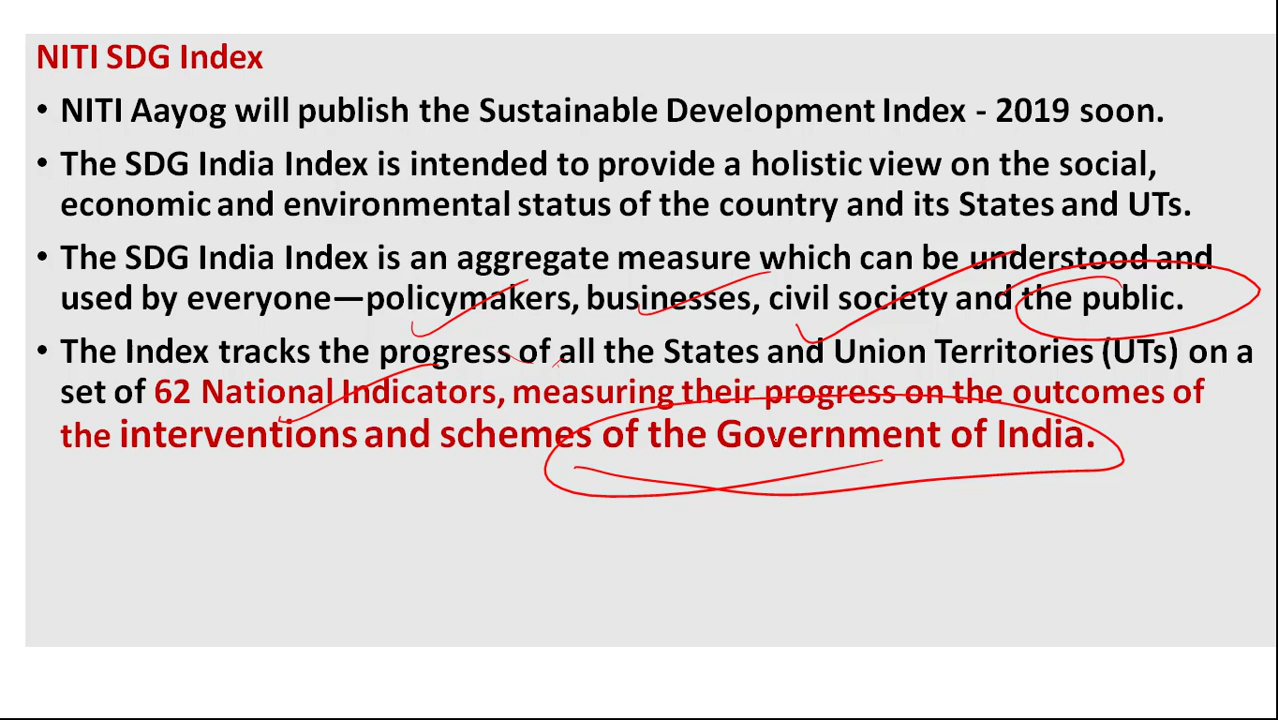 NITI SDG Index
• NITI Aayog will publish the Sustainable Development Index - 2019 soon.
• The SDG India Index is intended to provide a holistic view on the social,
economic and environmental status of the country and its States and UTs.
• The SDG India Index is an aggregate measure which can be understood and
used by everyone—policymakers, businesses, civil society and the public.
• The Index tracks the progress of all the States and Union Territories (UTs) on a
set of 62 National Indicators, measuring their progress on the outcomes of
the interventions and schemes of the Government of India.